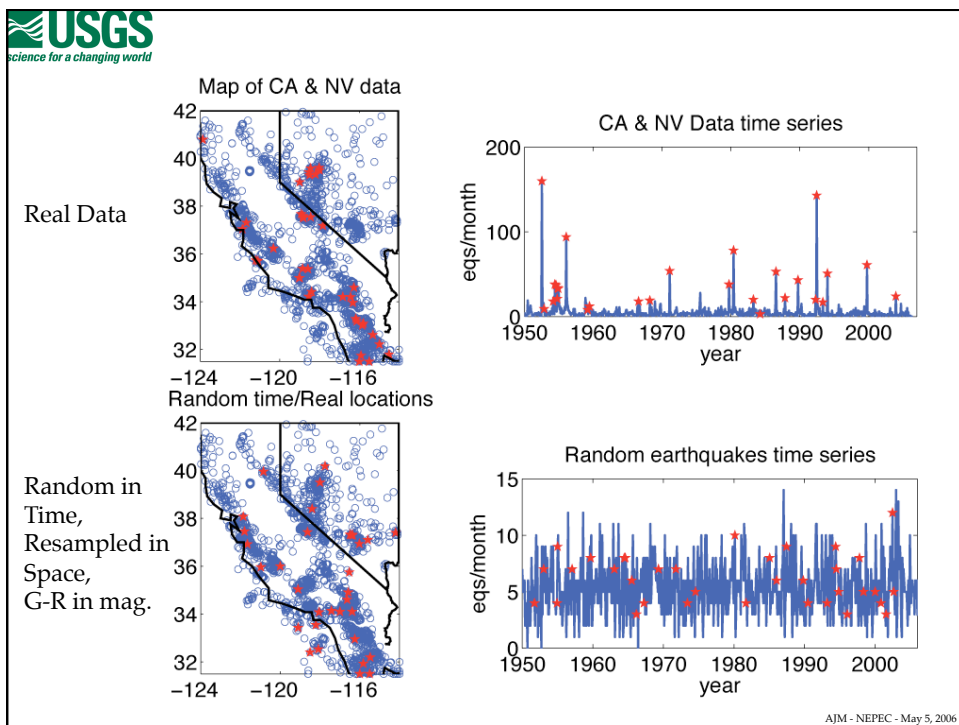 USGS
science for a changing world
Map of CA & NV data
42
40
38
36
34
32
-124
-120
-116
Real Data
CA & NV Data time series
200
100
0
eqs/month
1950
1960
1970
1980
1990
2000
year
Random time/Real locations
42
40
38
36
34
32
-124
-120
-116
Random in
Time,
Resampled in
Space,
G-R in mag.
Random earthquakes time series
15
10
5
0
eqs/month
1950
1960
1970
1980
1990
2000
year
AJM - NEPEC - May 5, 2006